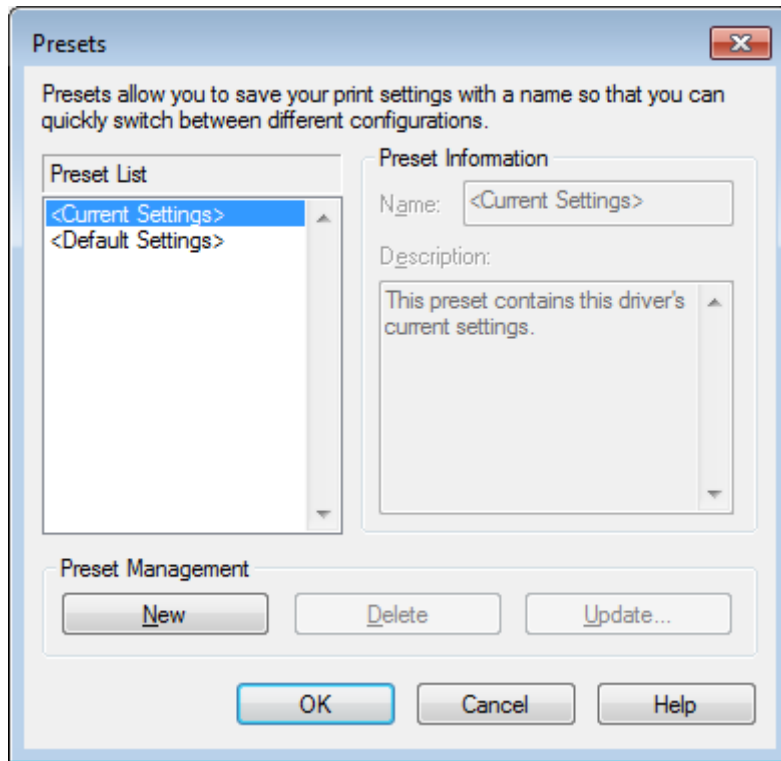 Presets
Presets allow you to save your print settings with a name so that you can
quickly switch between different configurations.
Preset List
<Current Settings>
<Default Settings>
Preset Information
Name: <Current Settings>
Description:
This preset contains this driver's
current settings.
Preset Management
New Delete Update...
OK Cancel Help